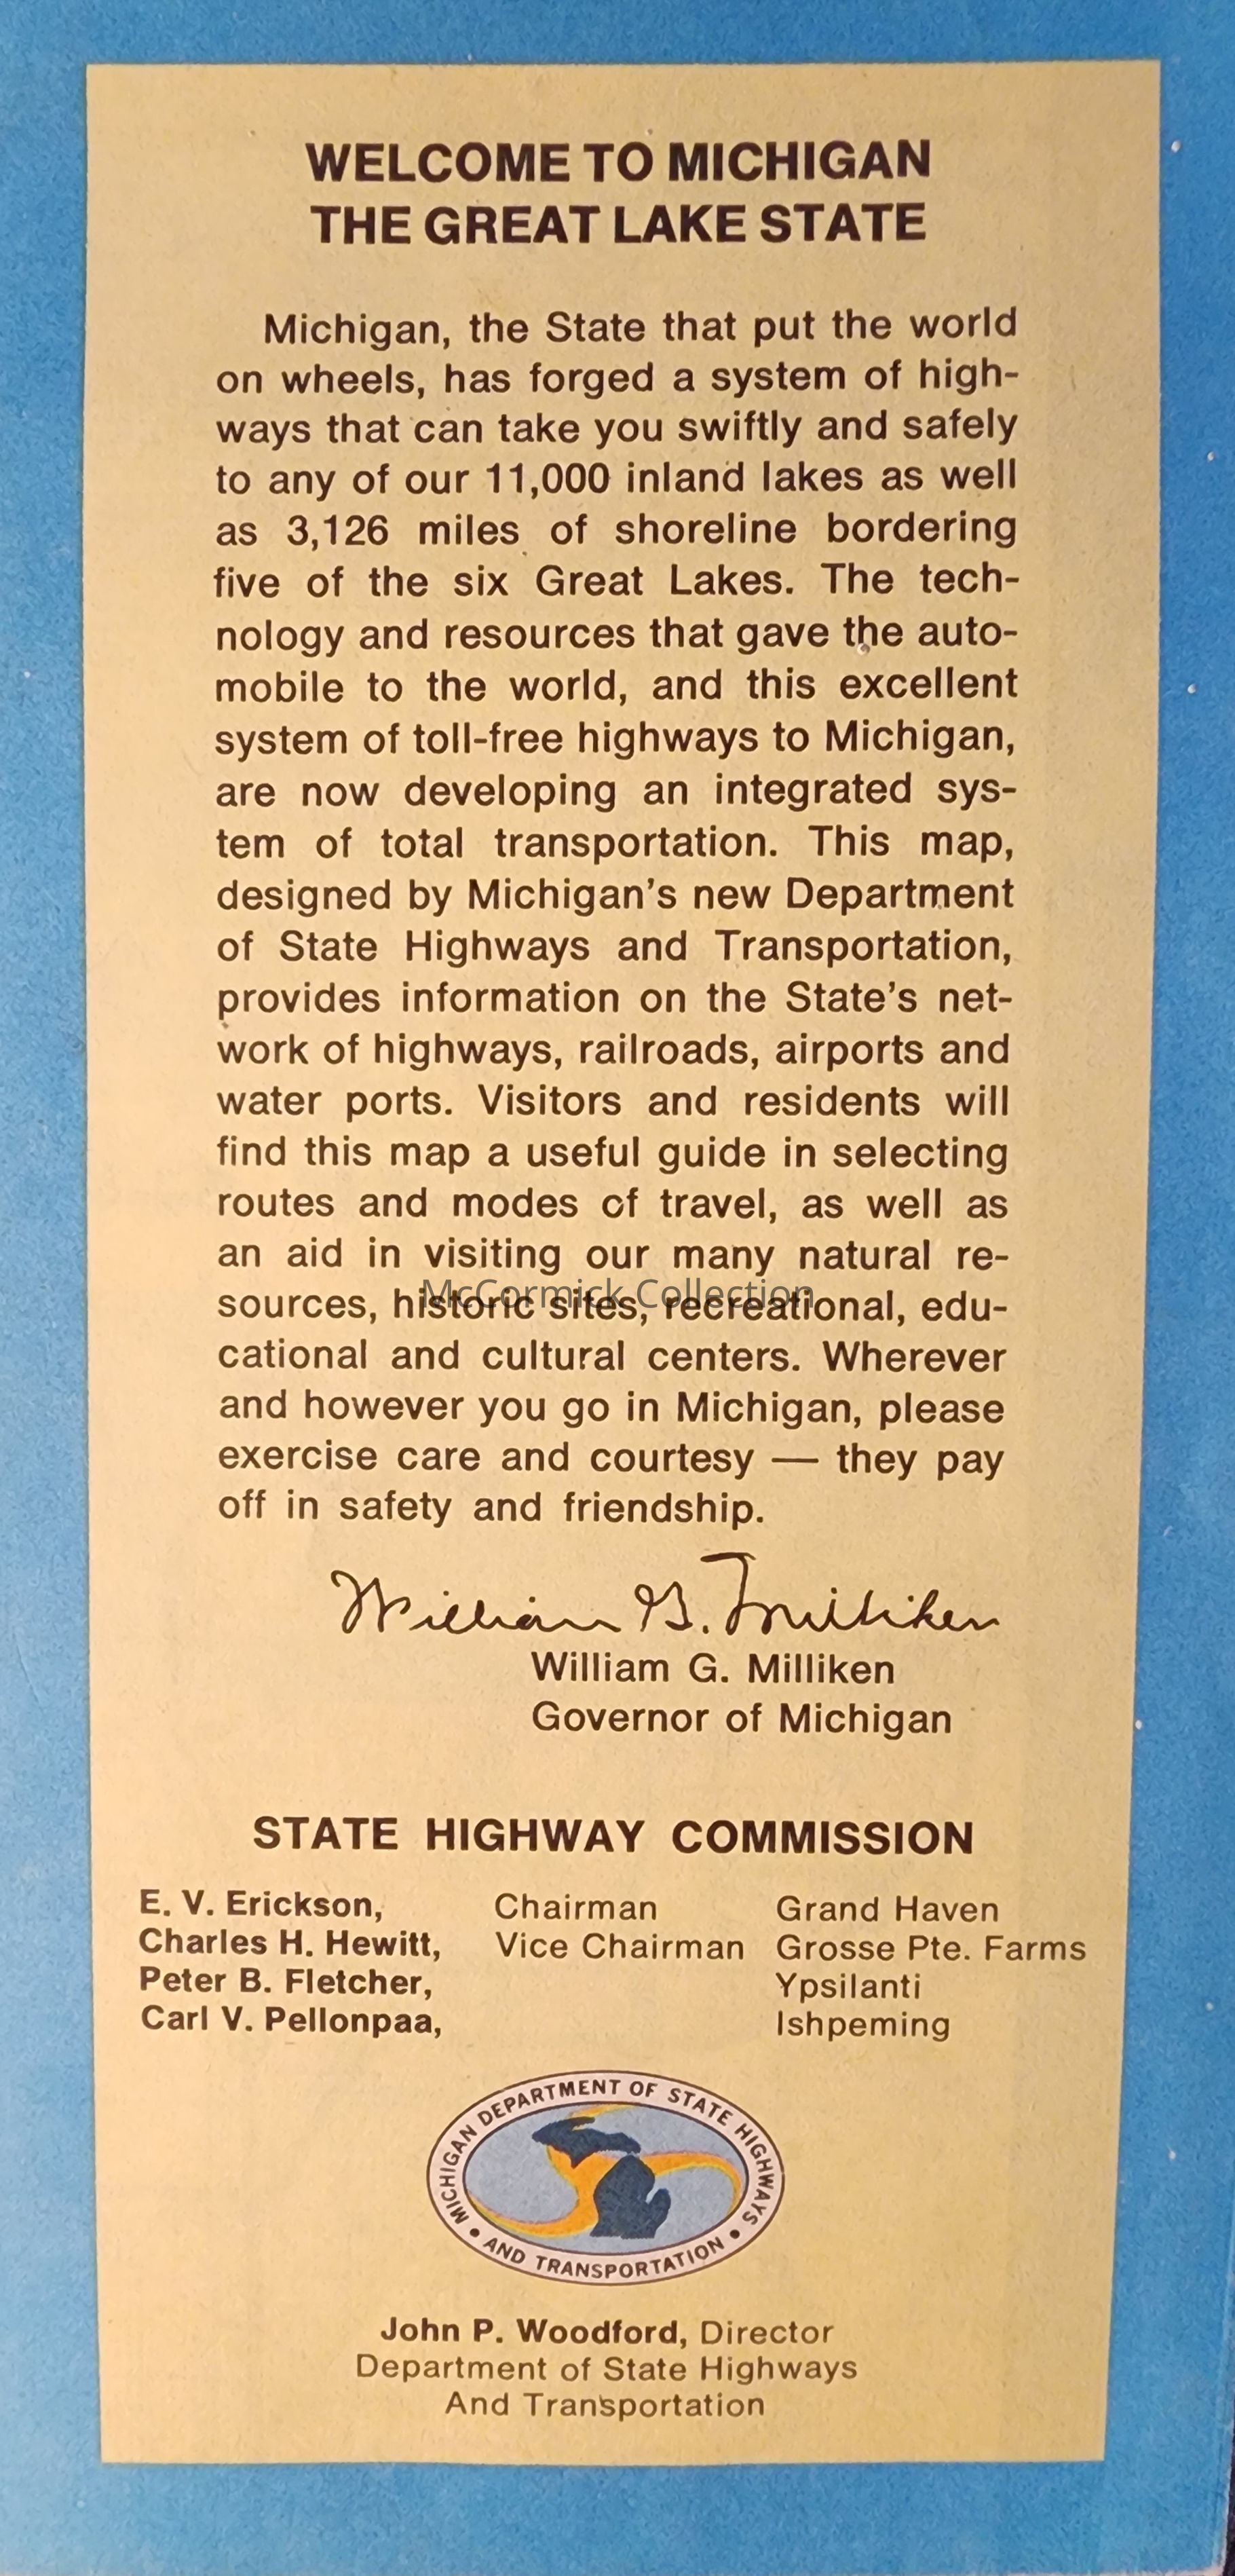 WELCOME TO MICHIGAN
THE GREAT LAKE STATE
Michigan, the State that put the world
on wheels, has forged a system of high-
ways that can take you swiftly and safely
to any of our 11,000 inland lakes as well
as 3,126 miles of shoreline bordering
five of the six Great Lakes. The tech-
nology and resources that gave the auto-
mobile to the world, and this excellent
system of toll-free highways to Michigan,
are now developing an integrated sys-
tem of total transportation. This map,
designed by Michigan's new Department
of State Highways and Transportation,
provides information on the State's net-
work of highways, railroads, airports and
water ports. Visitors and residents will
find this map a useful guide in selecting
routes and modes of travel, as well as
an aid in visiting our many natural re-
sources, historic sites, recreational, edu-
McCormick Collection
cational and cultural centers. Wherever
and however you go in Michigan, please
exercise care and courtesy — they pay
off in safety and friendship.
William G. Milliken
William G. Milliken
Governor of Michigan
STATE HIGHWAY COMMISSION
E. V. Erickson, Chairman Grand Haven
Charles H. Hewitt, Vice Chairman Grosse Pte. Farms
Peter B. Fletcher, Ypsilanti
Carl V. Pellonpaa, Ishpeming
MICHIGAN DEPARTMENT OF STATE HIGHWAYS
• AND TRANSPORTATION •
John P. Woodford, Director
Department of State Highways
And Transportation